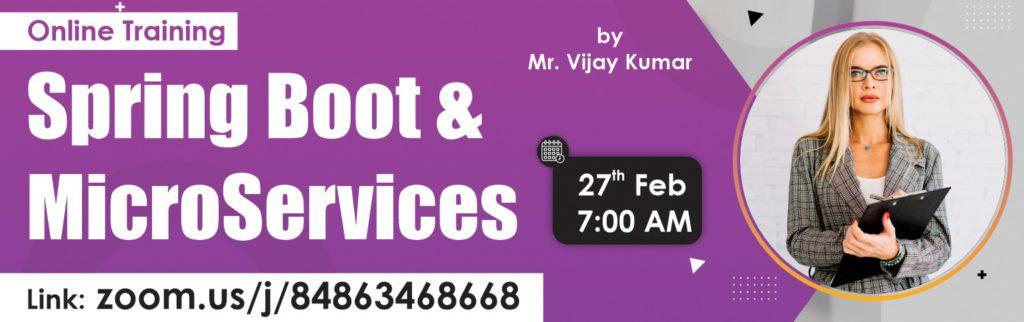 Online Training
Spring Boot &
MicroServices
by
Mr. Vijay Kumar
27th Feb
7:00 AM
Link: zoom.us/j/84863468668